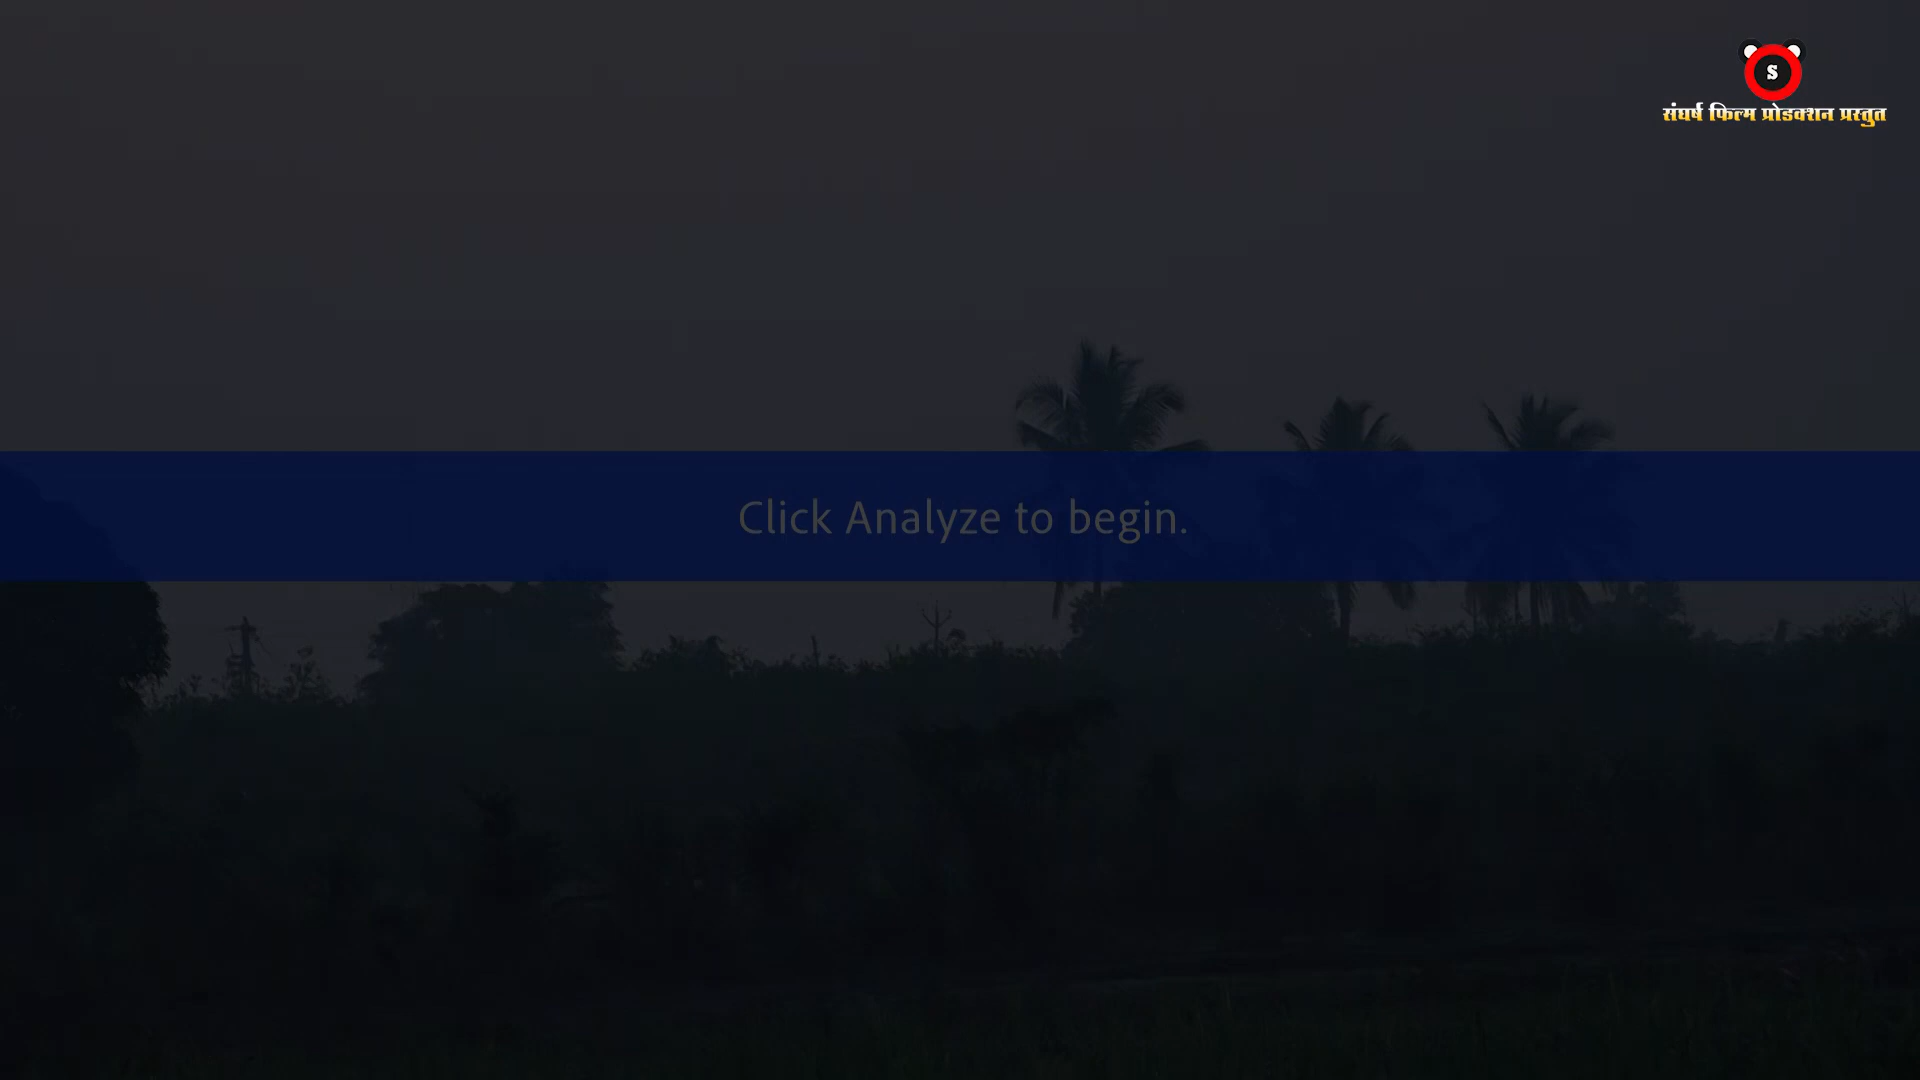 S
संघर्ष फिल्म प्रोडक्शन प्रस्तुत
Click Analyze to begin.